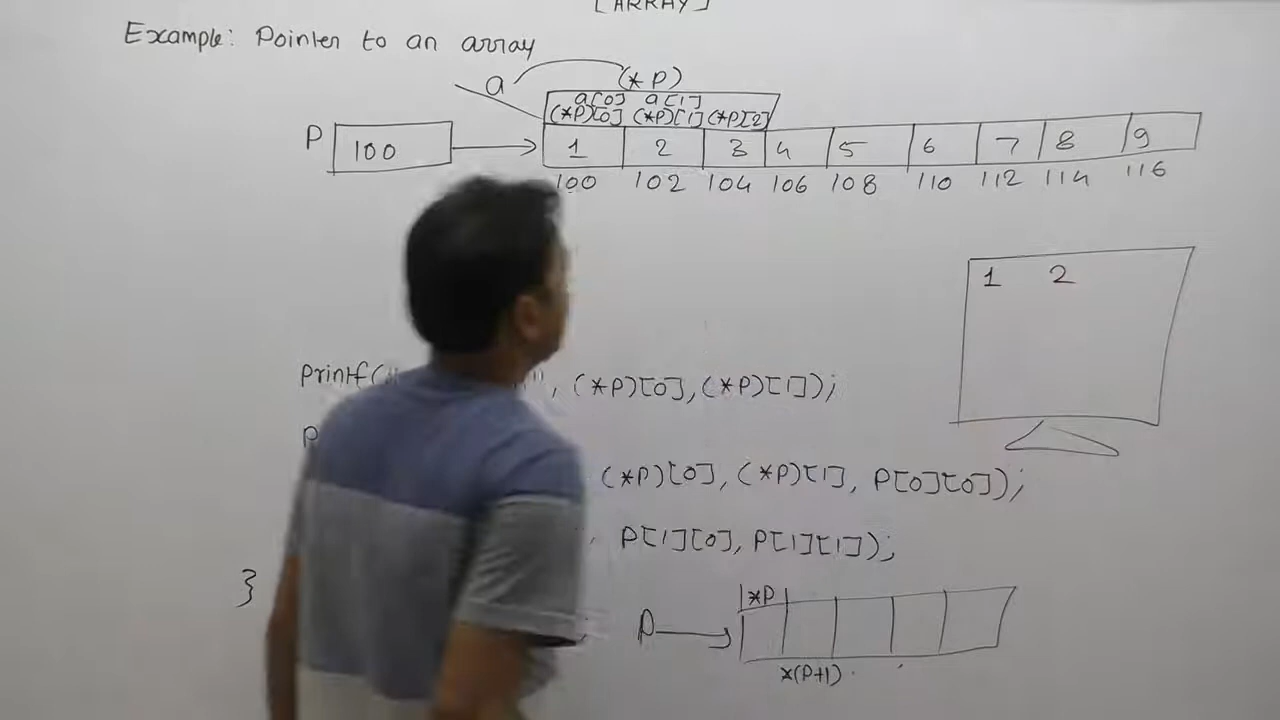 [ARRAY]
Example: Pointer to an array
a (*P)
a[0] a[1]
(*P)[0] (*P)[1] (*P)[2]
P 100 1 2 3 4 5 6 7 8 9
100 102 104 106 108 110 112 114 116
1 2
printf(" ", (*P)[0], (*P)[1]);
P
(*P)[0], (*P)[1], P[0][0]);
, P[1][0], P[1][1]);
}
*P
P
*(P+1)